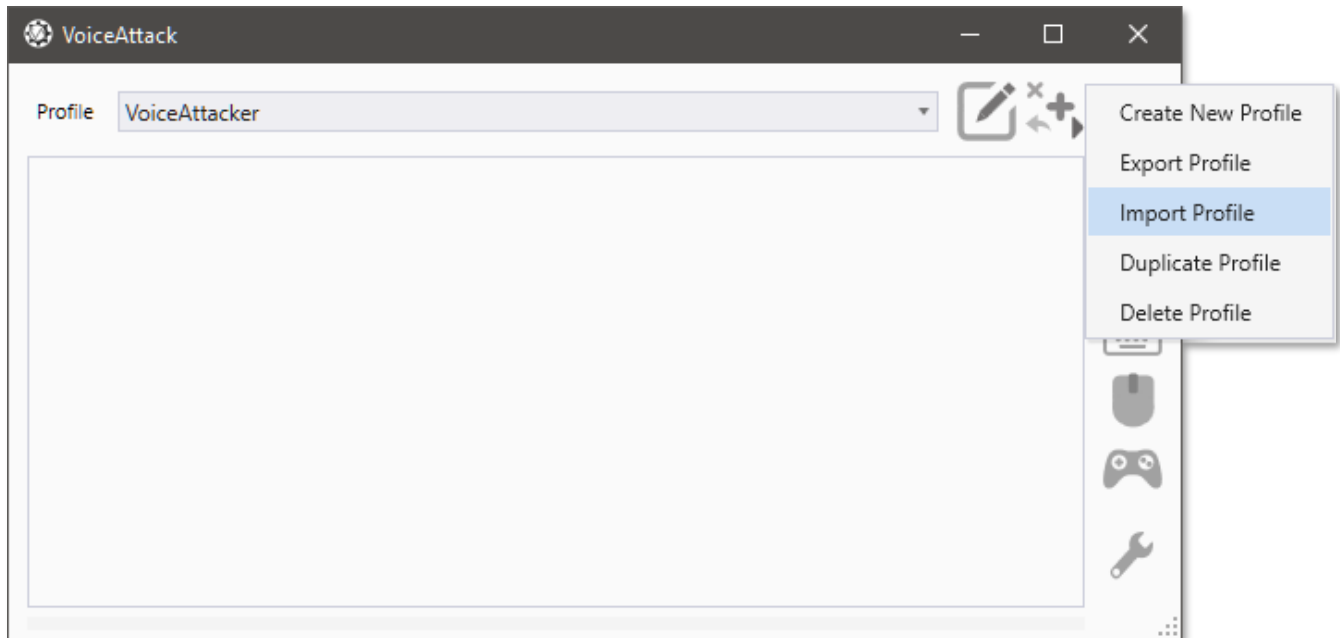 VoiceAttack
Profile VoiceAttacker
Create New Profile
Export Profile
Import Profile
Duplicate Profile
Delete Profile